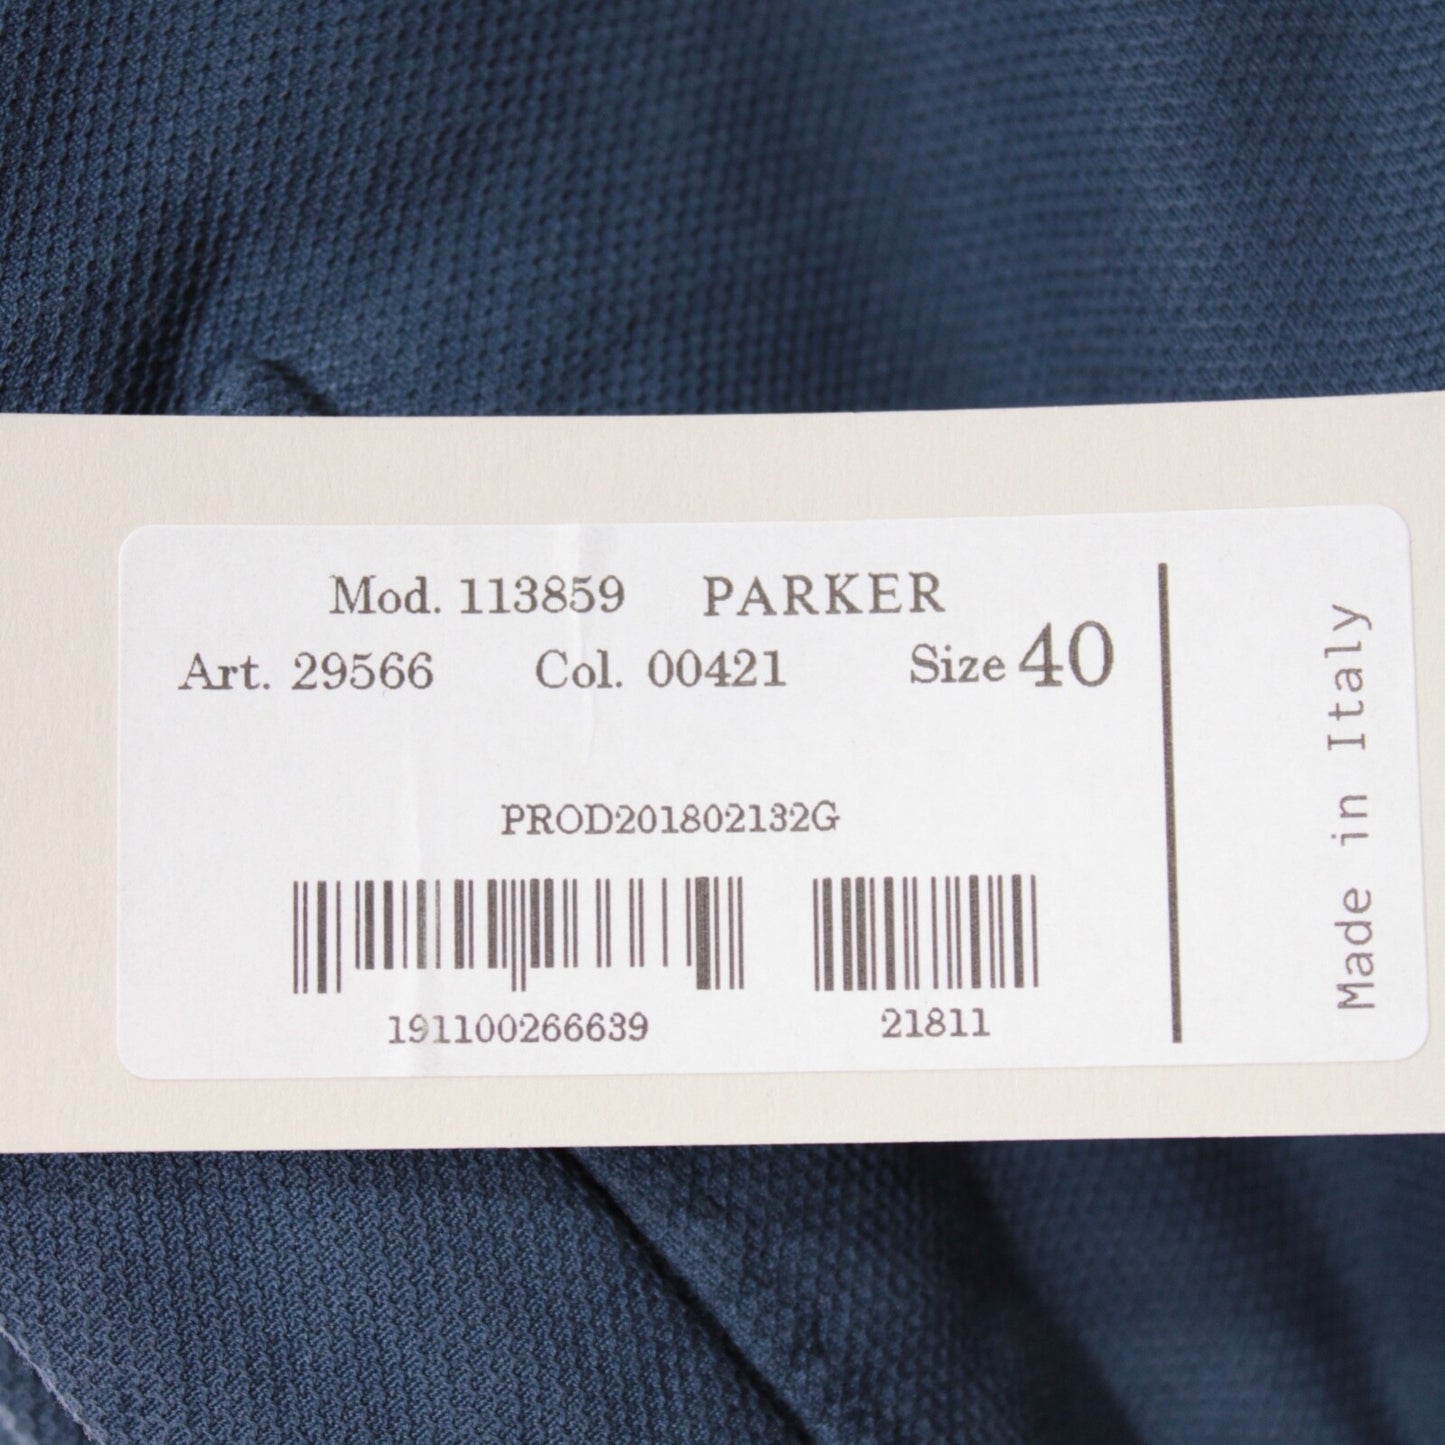 Mod. 113859 PARKER
Art. 29566 Col. 00421 Size 40
PROD201802132G
191100266639 21811
Made in Italy